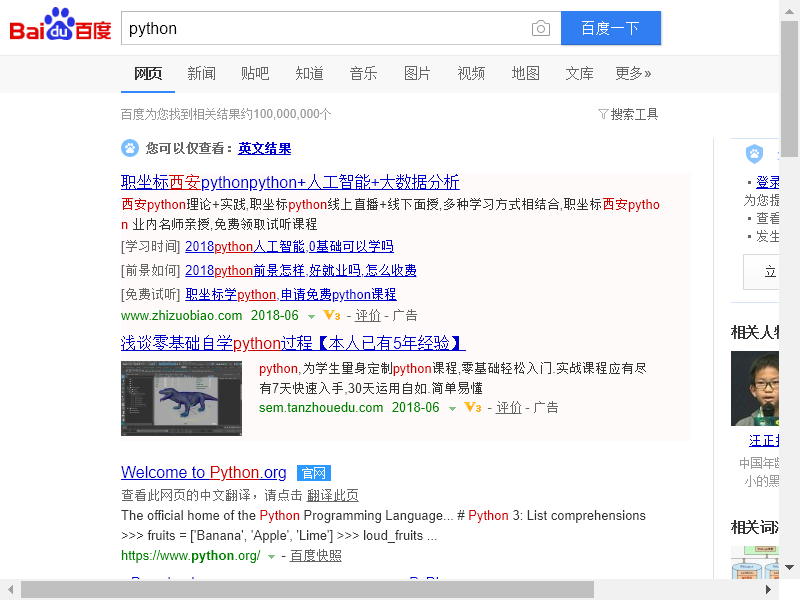 Bai du 百度 python 百度一下
网页 新闻 贴吧 知道 音乐 图片 视频 地图 文库 更多»
百度为您找到相关结果约100,000,000个 搜索工具
您可以仅查看：英文结果
职坐标西安pythonpython+人工智能+大数据分析
西安python理论+实践,职坐标python线上直播+线下面授,多种学习方式相结合,职坐标西安pytho
n 业内名师亲授,免费领取试听课程
[学习时间] 2018python人工智能,0基础可以学吗
[前景如何] 2018python前景怎样,好就业吗,怎么收费
[免费试听] 职坐标学python,申请免费python课程
www.zhizuobiao.com 2018-06 V3 - 评价 - 广告
浅谈零基础自学python过程【本人已有5年经验】
python,为学生量身定制python课程,零基础轻松入门.实战课程应有尽
有7天快速入手,30天运用自如.简单易懂
sem.tanzhouedu.com 2018-06 V3 - 评价 - 广告
Welcome to Python.org 官网
查看此网页的中文翻译，请点击 翻译此页
The official home of the Python Programming Language... # Python 3: List comprehensions
>>> fruits = ['Banana', 'Apple', 'Lime'] >>> loud_fruits ...
https://www.python.org/ - 百度快照
登录
为您提
查看
发生
立
相关人物
汪正扬
中国年龄
小的黑
相关词汇